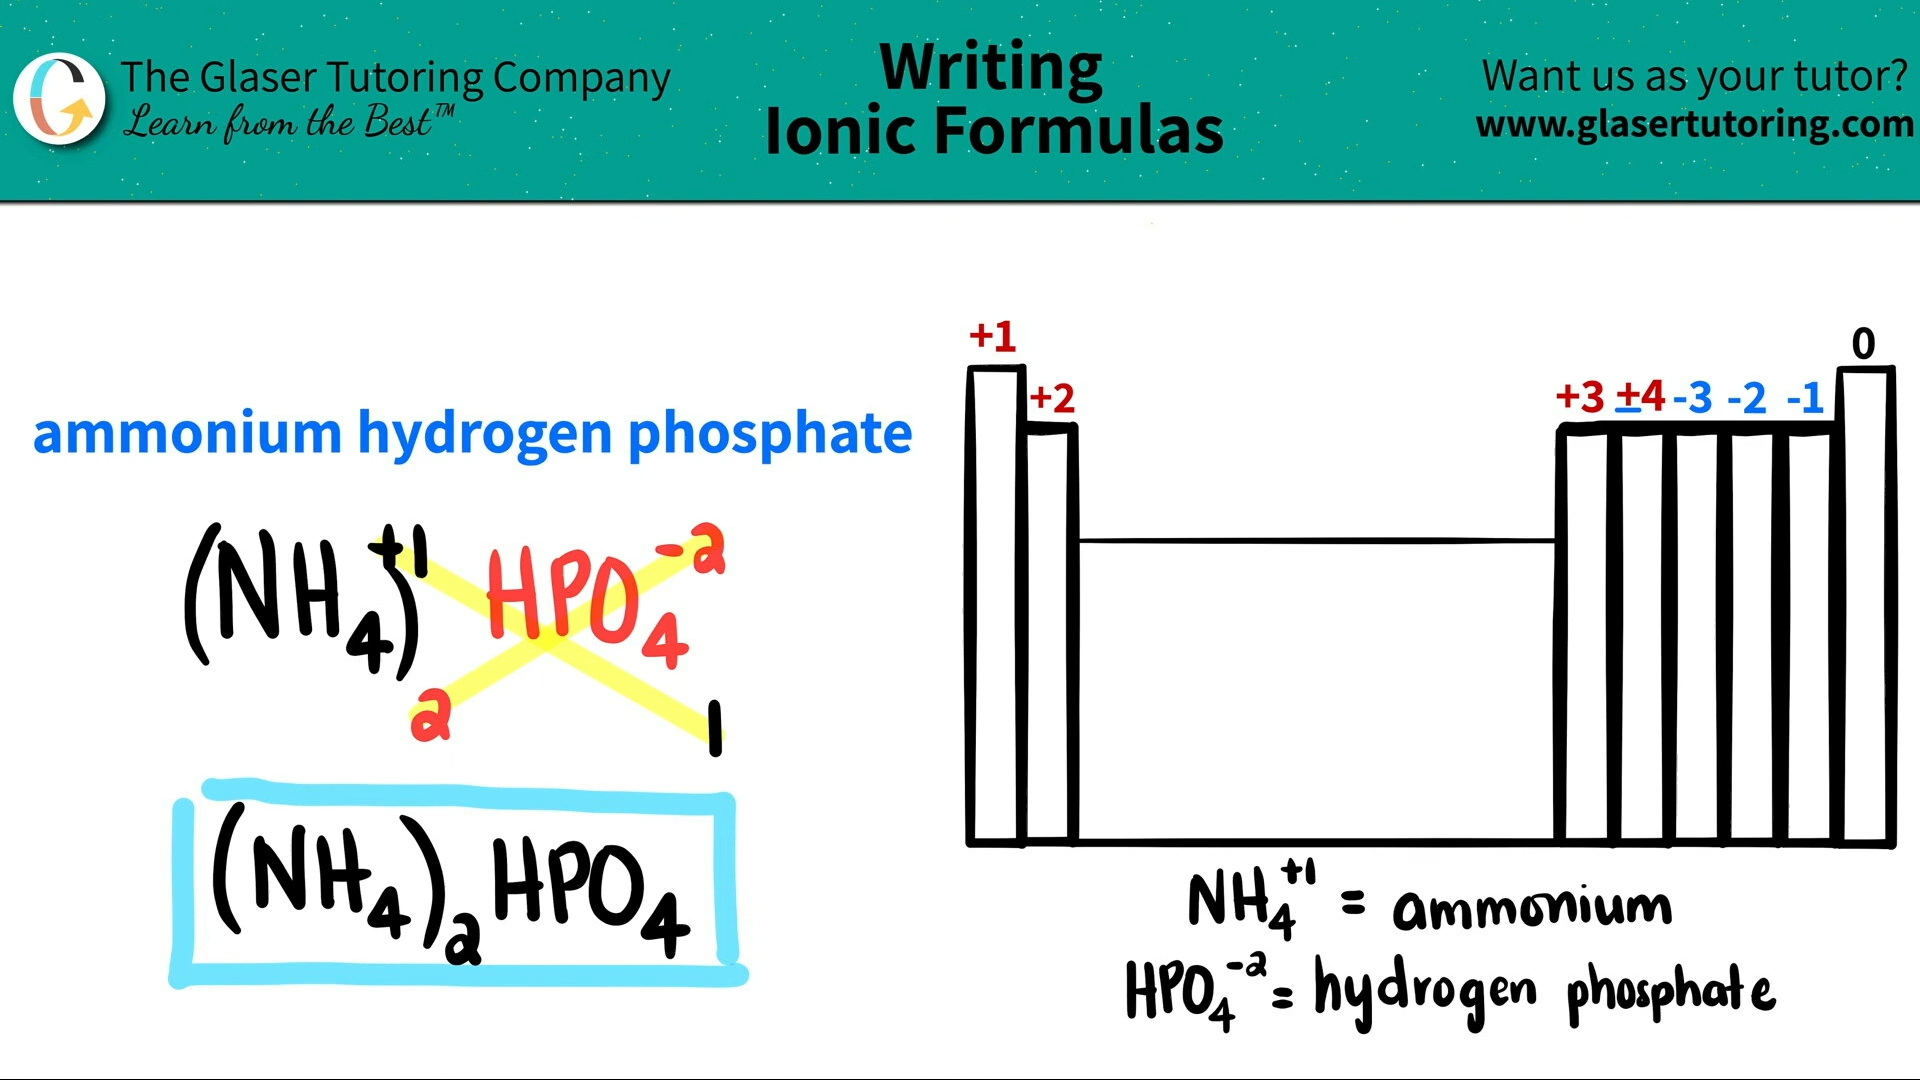 The Glaser Tutoring Company
Learn from the Best™
Writing
Ionic Formulas
Want us as your tutor?
www.glasertutoring.com
ammonium hydrogen phosphate
(NH₄)⁺¹ HPO₄⁻²
2 1
(NH₄)₂HPO₄
+1
+2
+3 ±4 -3 -2 -1
0
NH₄⁺¹ = ammonium
HPO₄⁻² = hydrogen phosphate